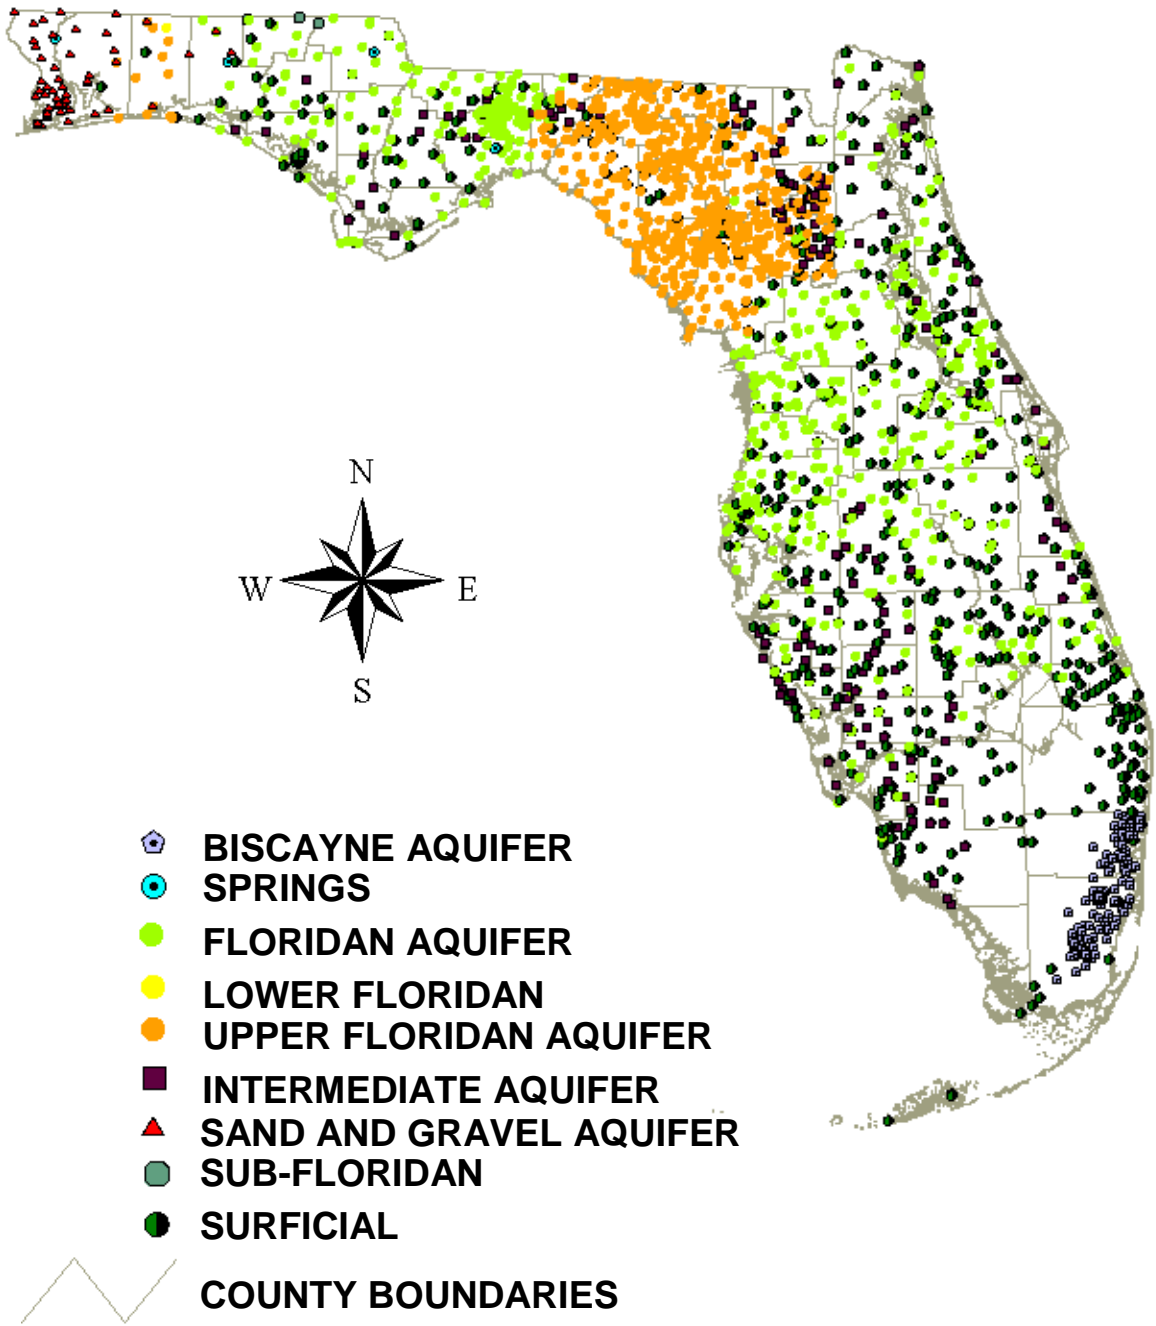 N
W E
S
BISCAYNE AQUIFER
SPRINGS
FLORIDAN AQUIFER
LOWER FLORIDAN
UPPER FLORIDAN AQUIFER
INTERMEDIATE AQUIFER
SAND AND GRAVEL AQUIFER
SUB-FLORIDAN
SURFICIAL
COUNTY BOUNDARIES